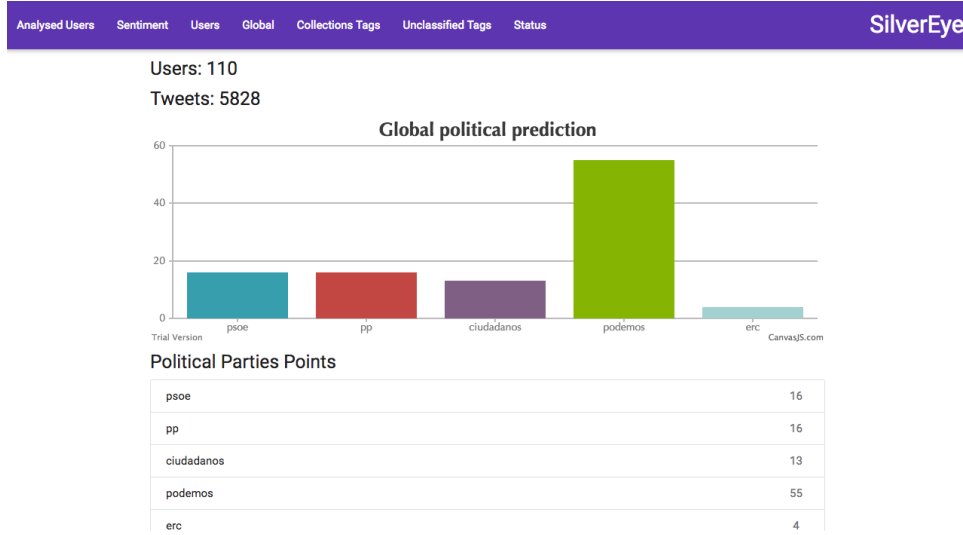 Analysed Users Sentiment Users Global Collections Tags Unclassified Tags Status SilverEye
Users: 110
Tweets: 5828
Global political prediction
60
40
20
0
psoe pp ciudadanos podemos erc
Trial Version CanvasJS.com
Political Parties Points
psoe 16
pp 16
ciudadanos 13
podemos 55
erc 4